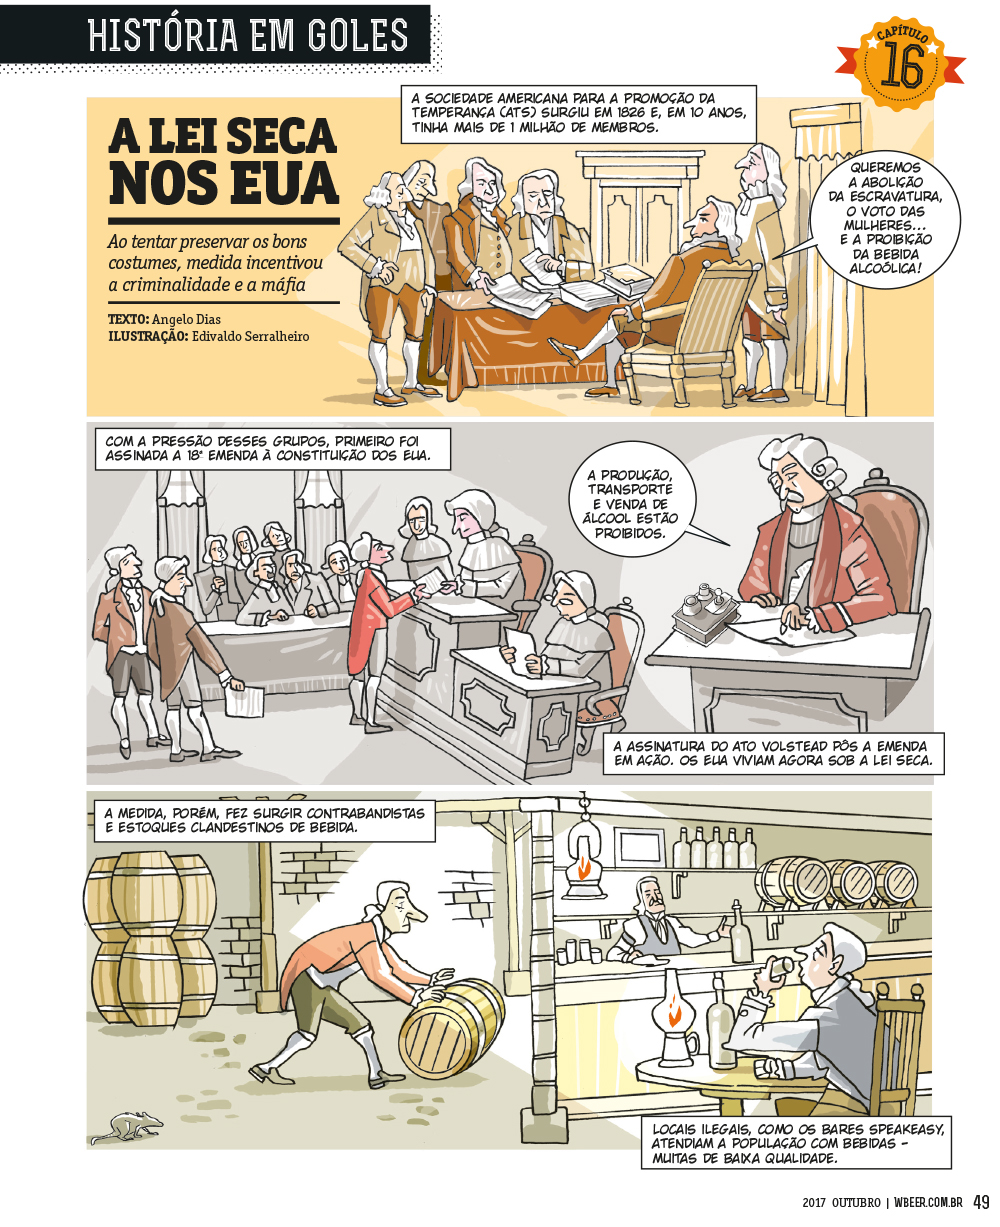 HISTÓRIA EM GOLES
CAPÍTULO
16
A LEI SECA
NOS EUA
Ao tentar preservar os bons
costumes, medida incentivou
a criminalidade e a máfia
TEXTO: Angelo Dias
ILUSTRAÇÃO: Edivaldo Serralheiro
A SOCIEDADE AMERICANA PARA A PROMOÇÃO DA
TEMPERANÇA (ATS) SURGIU EM 1826 E, EM 10 ANOS,
TINHA MAIS DE 1 MILHÃO DE MEMBROS.
QUEREMOS
A ABOLIÇÃO
DA ESCRAVATURA,
O VOTO DAS
MULHERES...
E A PROIBIÇÃO
DA BEBIDA
ALCOÓLICA!
COM A PRESSÃO DESSES GRUPOS, PRIMEIRO FOI
ASSINADA A 18ª EMENDA À CONSTITUIÇÃO DOS EUA.
A PRODUÇÃO,
TRANSPORTE
E VENDA DE
ÁLCOOL ESTÃO
PROIBIDOS.
A ASSINATURA DO ATO VOLSTEAD PÔS A EMENDA
EM AÇÃO. OS EUA VIVIAM AGORA SOB A LEI SECA.
A MEDIDA, PORÉM, FEZ SURGIR CONTRABANDISTAS
E ESTOQUES CLANDESTINOS DE BEBIDA.
LOCAIS ILEGAIS, COMO OS BARES SPEAKEASY,
ATENDIAM A POPULAÇÃO COM BEBIDAS –
MUITAS DE BAIXA QUALIDADE.
2017 OUTUBRO | WBEER.COM.BR 49